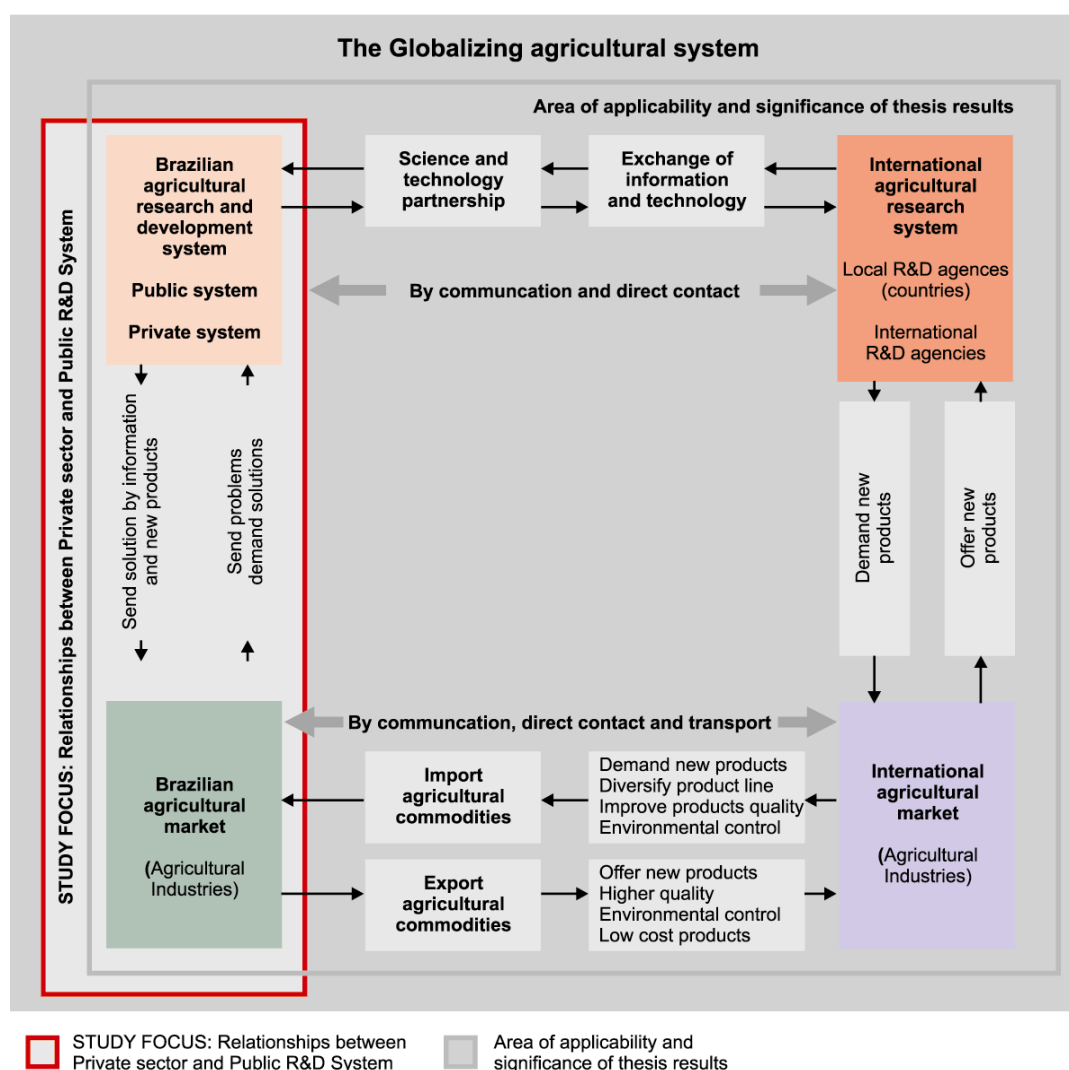 The Globalizing agricultural system
Area of applicability and significance of thesis results
STUDY FOCUS: Relationships between Private sector and Public R&D System
Brazilian
agricultural
research and
development
system
Public system
Private system
Science and
technology
partnership
Exchange of
information
and technology
International
agricultural
research
system
Local R&D agences
(countries)
International
R&D agencies
By communcation and direct contact
Send solution by information
and new products
Send problems
demand solutions
Demand new
products
Offer new
products
By communcation, direct contact and transport
Brazilian
agricultural
market
(Agricultural
Industries)
Import
agricultural
commodities
Demand new products
Diversify product line
Improve products quality
Environmental control
Export
agricultural
commodities
Offer new products
Higher quality
Environmental control
Low cost products
International
agricultural
market
(Agricultural
Industries)
STUDY FOCUS: Relationships between
Private sector and Public R&D System
Area of applicability and
significance of thesis results